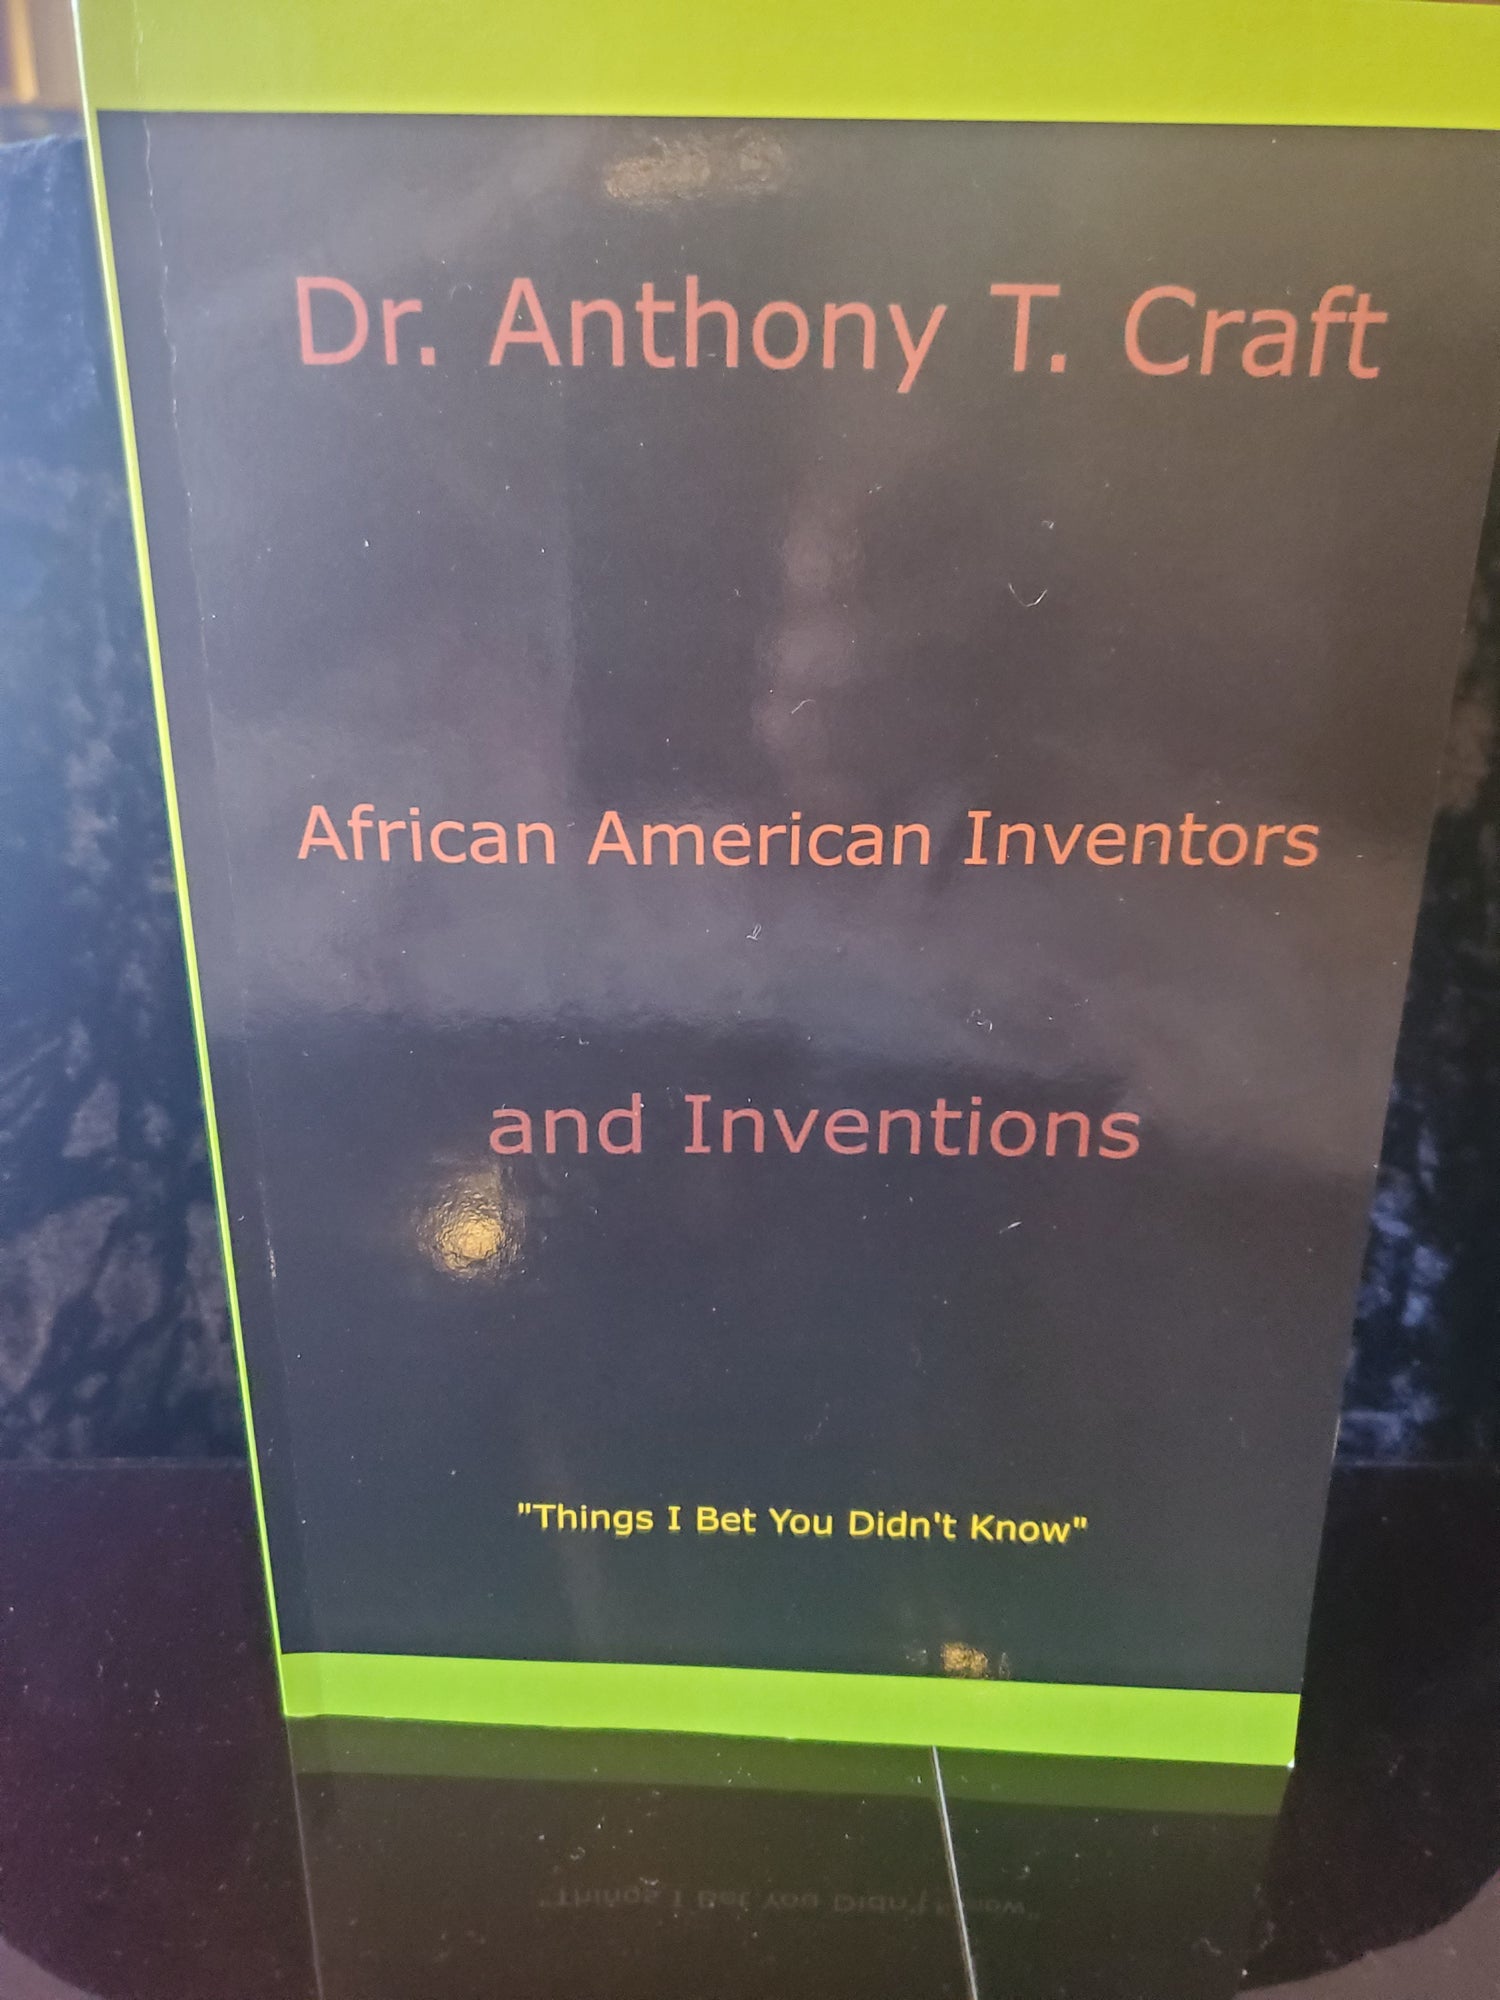 Dr. Anthony T. Craft
African American Inventors
and Inventions
"Things I Bet You Didn't Know"